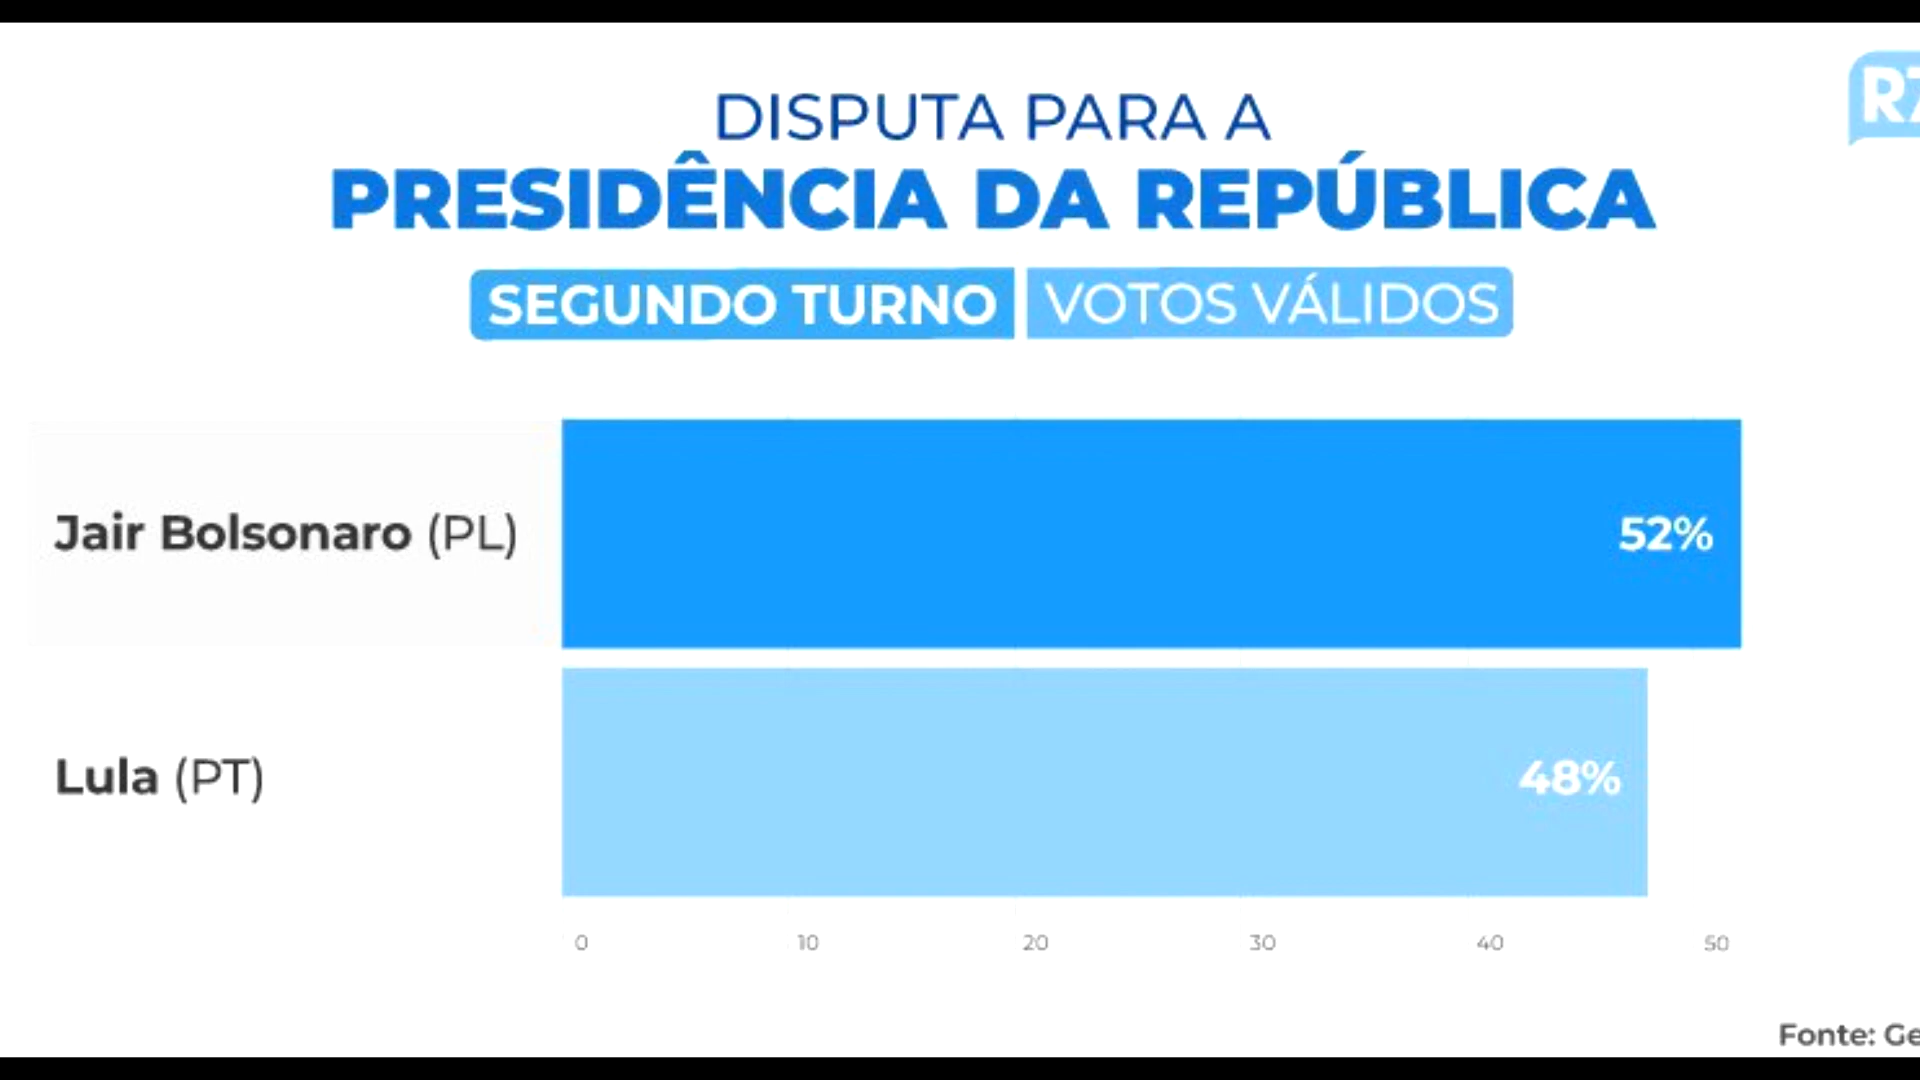 DISPUTA PARA A
PRESIDÊNCIA DA REPÚBLICA
SEGUNDO TURNO VOTOS VÁLIDOS
Jair Bolsonaro (PL) 52%
Lula (PT) 48%
0 10 20 30 40 50
Fonte: